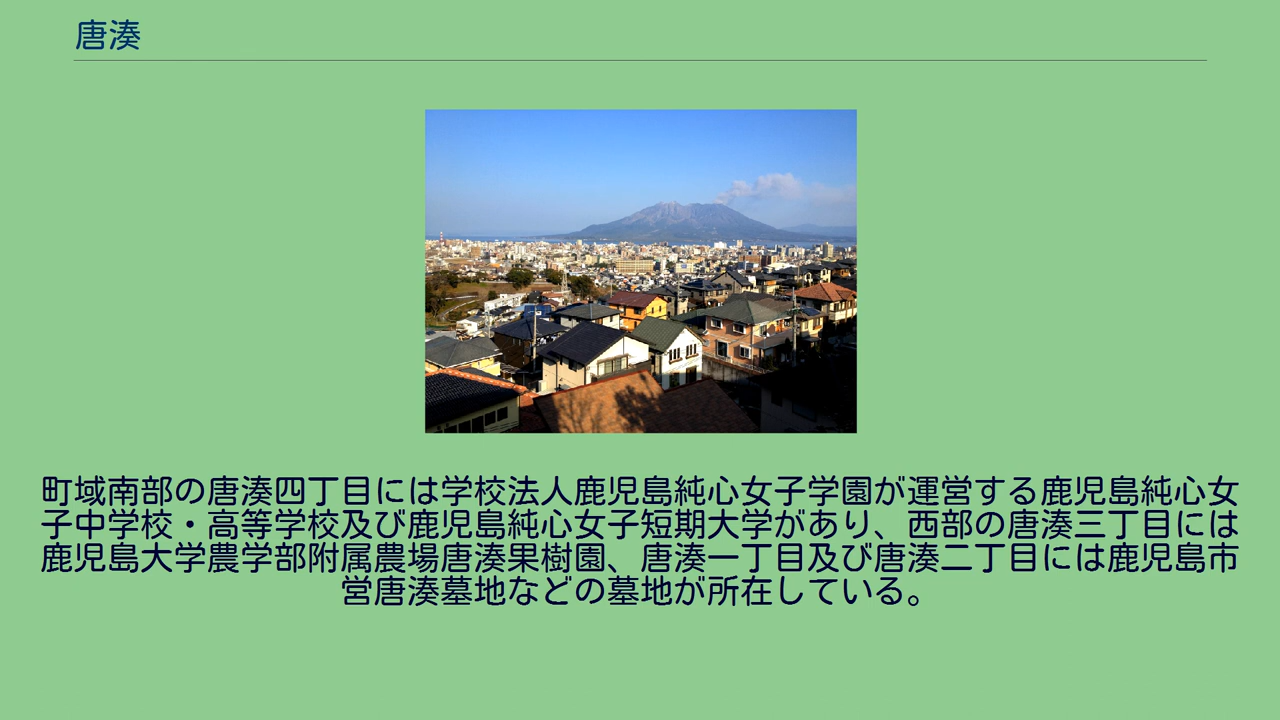 唐湊
町域南部の唐湊四丁目には学校法人鹿児島純心女子学園が運営する鹿児島純心女
子中学校・高等学校及び鹿児島純心女子短期大学があり、西部の唐湊三丁目には
鹿児島大学農学部附属農場唐湊果樹園、唐湊一丁目及び唐湊二丁目には鹿児島市
営唐湊墓地などの墓地が所在している。